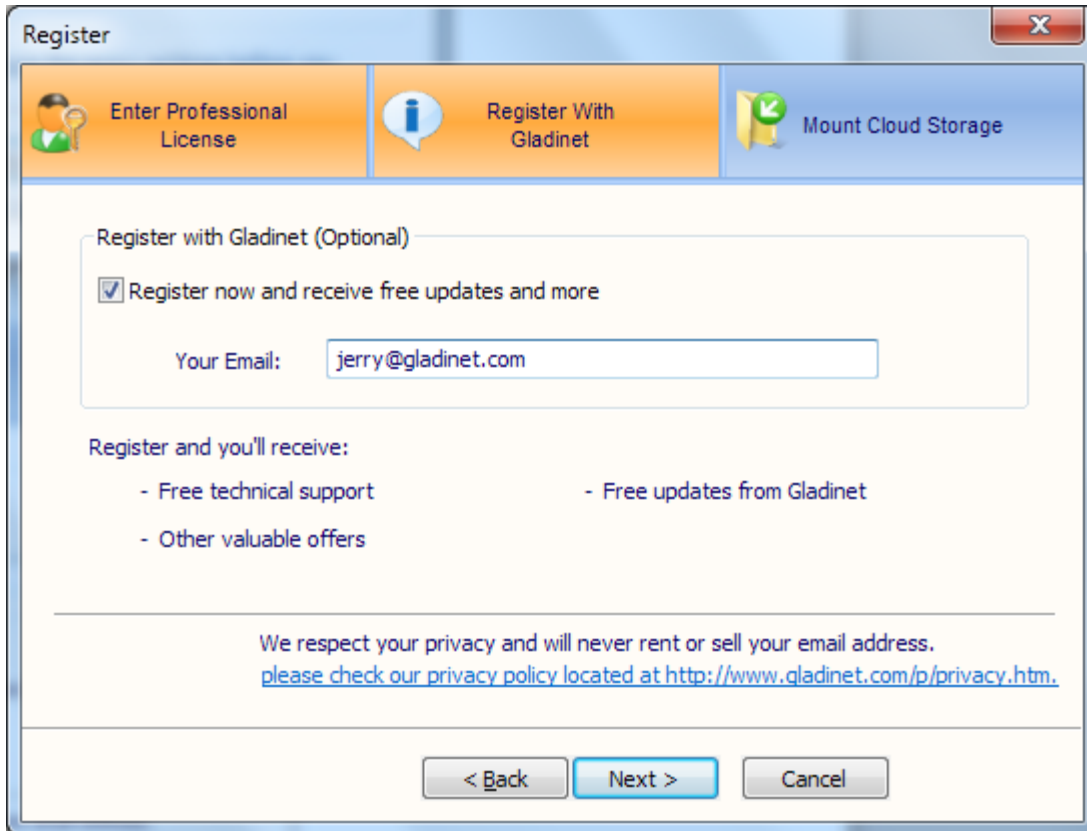 Register
Enter Professional
License
Register With
Gladinet
Mount Cloud Storage
Register with Gladinet (Optional)
Register now and receive free updates and more
Your Email: jerry@gladinet.com
Register and you'll receive:
- Free technical support - Free updates from Gladinet
- Other valuable offers
We respect your privacy and will never rent or sell your email address.
please check our privacy policy located at http://www.gladinet.com/p/privacy.htm.
< Back Next > Cancel